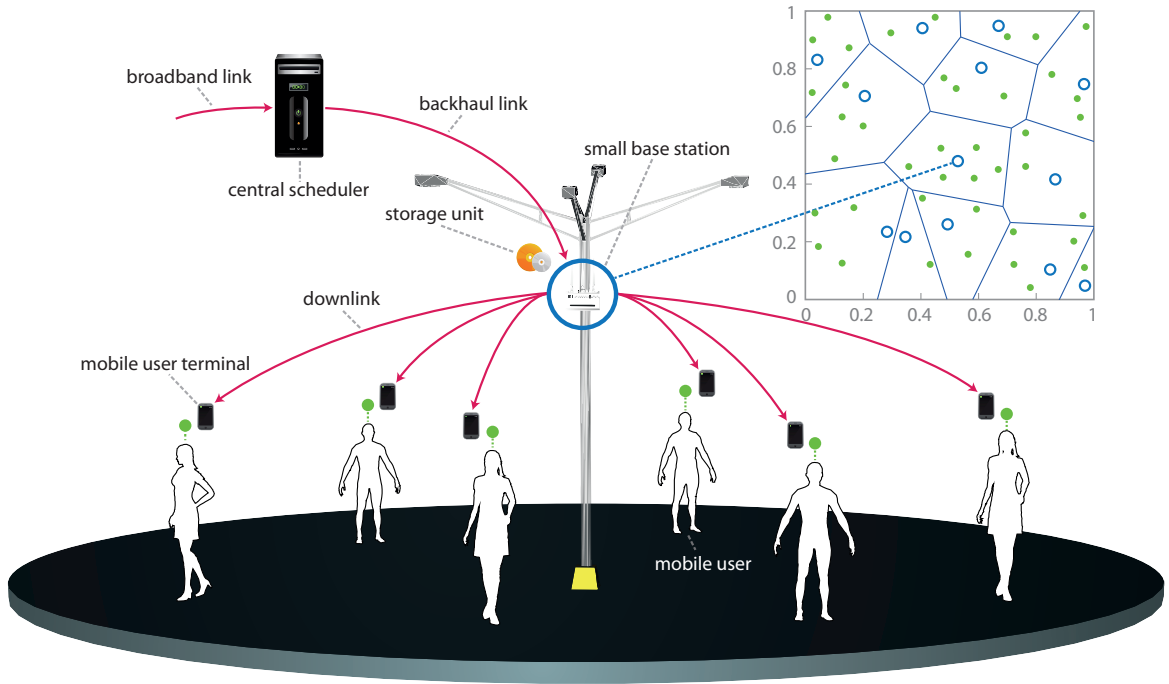 broadband link
backhaul link
central scheduler
small base station
storage unit
downlink
mobile user terminal
mobile user
1
0.8
0.6
0.4
0.2
0
0 0.2 0.4 0.6 0.8 1